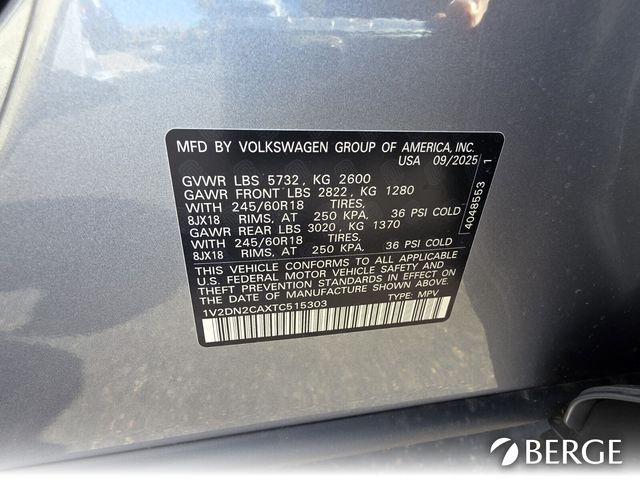 MFD BY VOLKSWAGEN GROUP OF AMERICA, INC.
USA 09/2025
GVWR LBS 5732, KG 2600
GAWR FRONT LBS 2822, KG 1280
WITH 245/60R18 TIRES,
8JX18 RIMS, AT 250 KPA, 36 PSI COLD
GAWR REAR LBS 3020, KG 1370
WITH 245/60R18 TIRES,
8JX18 RIMS, AT 250 KPA, 36 PSI COLD
THIS VEHICLE CONFORMS TO ALL APPLICABLE
U.S. FEDERAL MOTOR VEHICLE SAFETY AND
THEFT PREVENTION STANDARDS IN EFFECT
ON THE DATE OF MANUFACTURE SHOWN ABOVE.
1V2DN2CAXTC515303 TYPE: MPV
4048593 1
BERGE